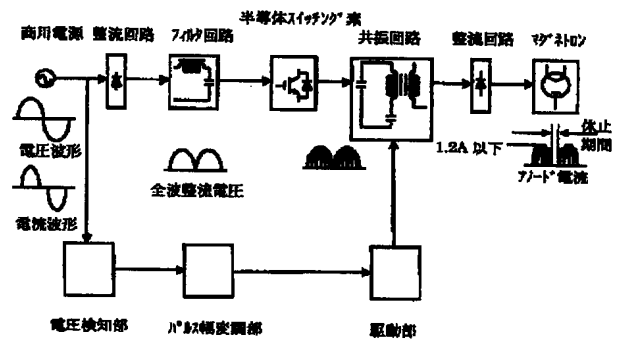 半導体スイッチング素
商用電源 整流回路 フィルタ回路 共振回路 整流回路 マグネトロン
電圧波形
電流波形
全波整流電圧
1.2A 以下
休止
期間
アノード電流
電圧検知部 パルス幅変調部 駆動部